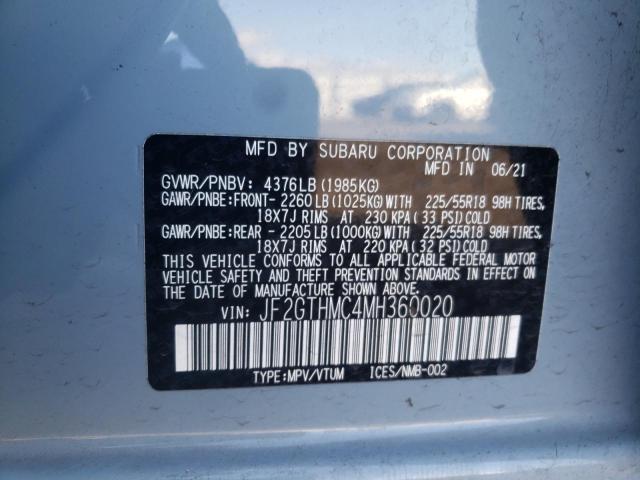 MFD BY SUBARU CORPORATION
MFD IN 06/21
GVWR/PNBV: 4376LB (1985KG)
GAWR/PNBE:FRONT- 2260LB (1025KG)WITH 225/55R18 98H TIRES,
18X7J RIMS AT 230 KPA (33 PSI)COLD
GAWR/PNBE:REAR - 2205LB (1000KG)WITH 225/55R18 98H TIRES,
18X7J RIMS AT 220 KPA (32 PSI)COLD
THIS VEHICLE CONFORMS TO ALL APPLICABLE FEDERAL MOTOR
VEHICLE SAFETY AND THEFT PREVENTION STANDARDS IN EFFECT
ON THE DATE OF MANUFACTURE SHOWN ABOVE.
VIN: JF2GTHMC4MH360020
TYPE:MPV/VTUM ICES/NMB-002